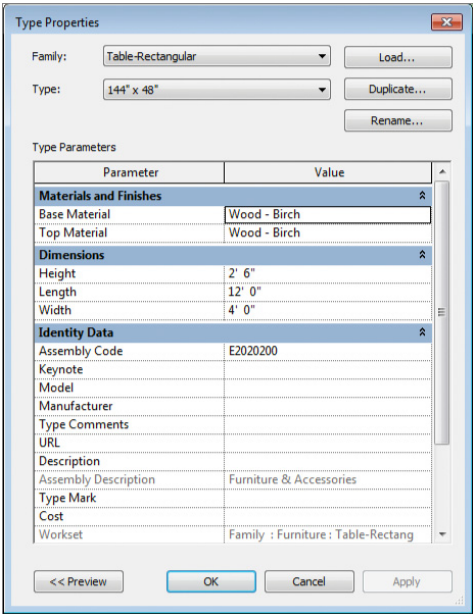 Type Properties
Family: Table-Rectangular Load...
Type: 144" x 48" Duplicate...
Rename...
Type Parameters
Parameter Value
Materials and Finishes
Base Material Wood - Birch
Top Material Wood - Birch
Dimensions
Height 2' 6"
Length 12' 0"
Width 4' 0"
Identity Data
Assembly Code E2020200
Keynote
Model
Manufacturer
Type Comments
URL
Description
Assembly Description Furniture & Accessories
Type Mark
Cost
Workset Family : Furniture : Table-Rectang
<< Preview OK Cancel Apply